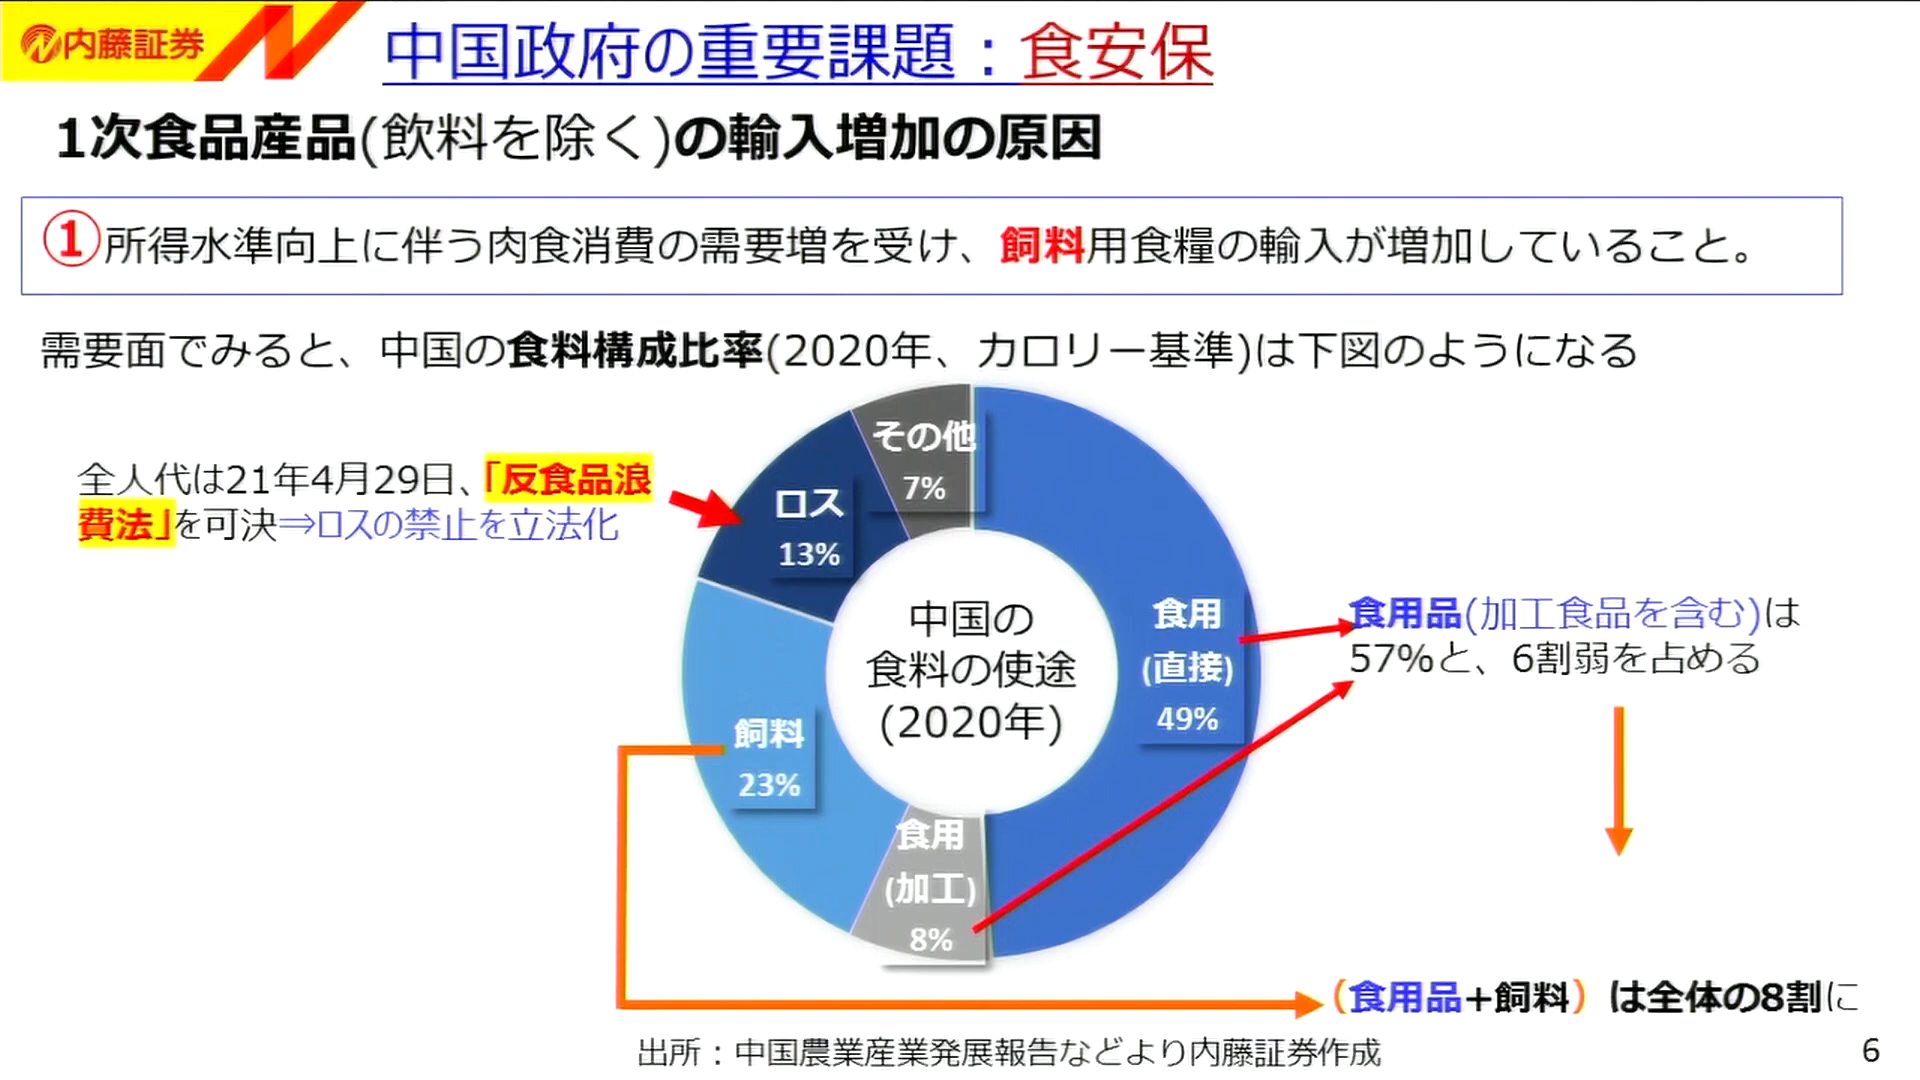 内藤証券
中国政府の重要課題：食安保
1次食品産品(飲料を除く)の輸入増加の原因
①所得水準向上に伴う肉食消費の需要増を受け、飼料用食糧の輸入が増加していること。
需要面でみると、中国の食料構成比率(2020年、カロリー基準)は下図のようになる
全人代は21年4月29日、「反食品浪
費法」を可決⇒ロスの禁止を立法化
その他
7%
ロス
13%
中国の
食料の使途
(2020年)
食用
(直接)
49%
食用品(加工食品を含む)は
57%と、6割弱を占める
飼料
23%
食用
(加工)
8%
（食用品+飼料）は全体の8割に
出所：中国農業産業発展報告などより内藤証券作成
6